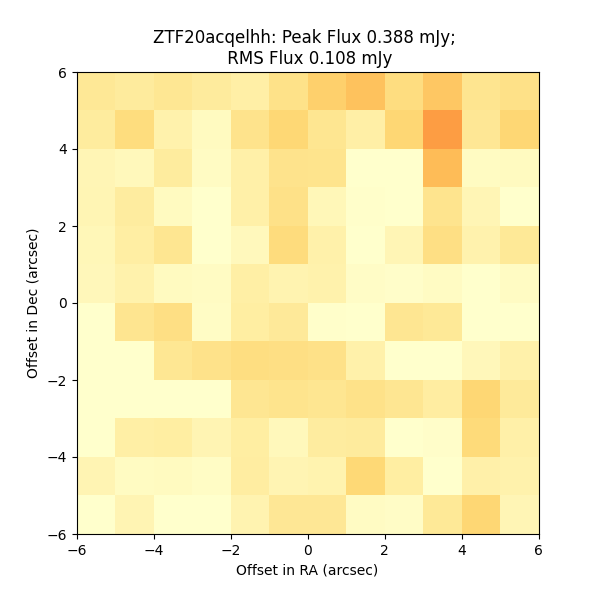 ZTF20acqelhh: Peak Flux 0.388 mJy;
RMS Flux 0.108 mJy
6
4
2
0
−2
−4
−6
Offset in Dec (arcsec)
−6 −4 −2 0 2 4 6
Offset in RA (arcsec)